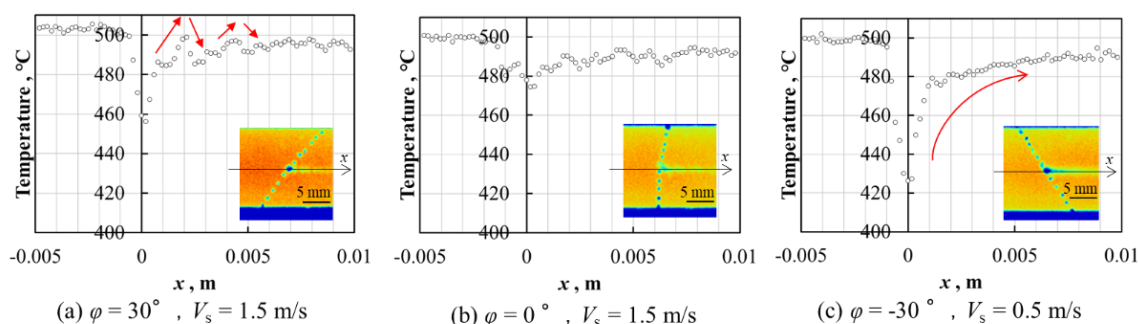 Temperature , °C
500
480
460
440
420
400
-0.005
0
0.005
0.01
x , m
x
5 mm
(a) φ = 30° , Vs = 1.5 m/s
Temperature , °C
500
480
460
440
420
400
-0.005
0
0.005
0.01
x , m
x
5 mm
(b) φ = 0° , Vs = 1.5 m/s
Temperature , °C
500
480
460
440
420
400
-0.005
0
0.005
0.01
x , m
x
5 mm
(c) φ = -30° , Vs = 0.5 m/s